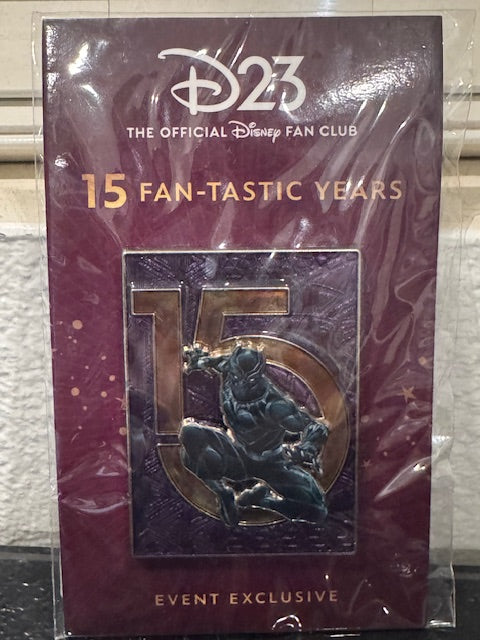 D23
THE OFFICIAL Disney FAN CLUB
15 FAN-TASTIC YEARS
15
EVENT EXCLUSIVE